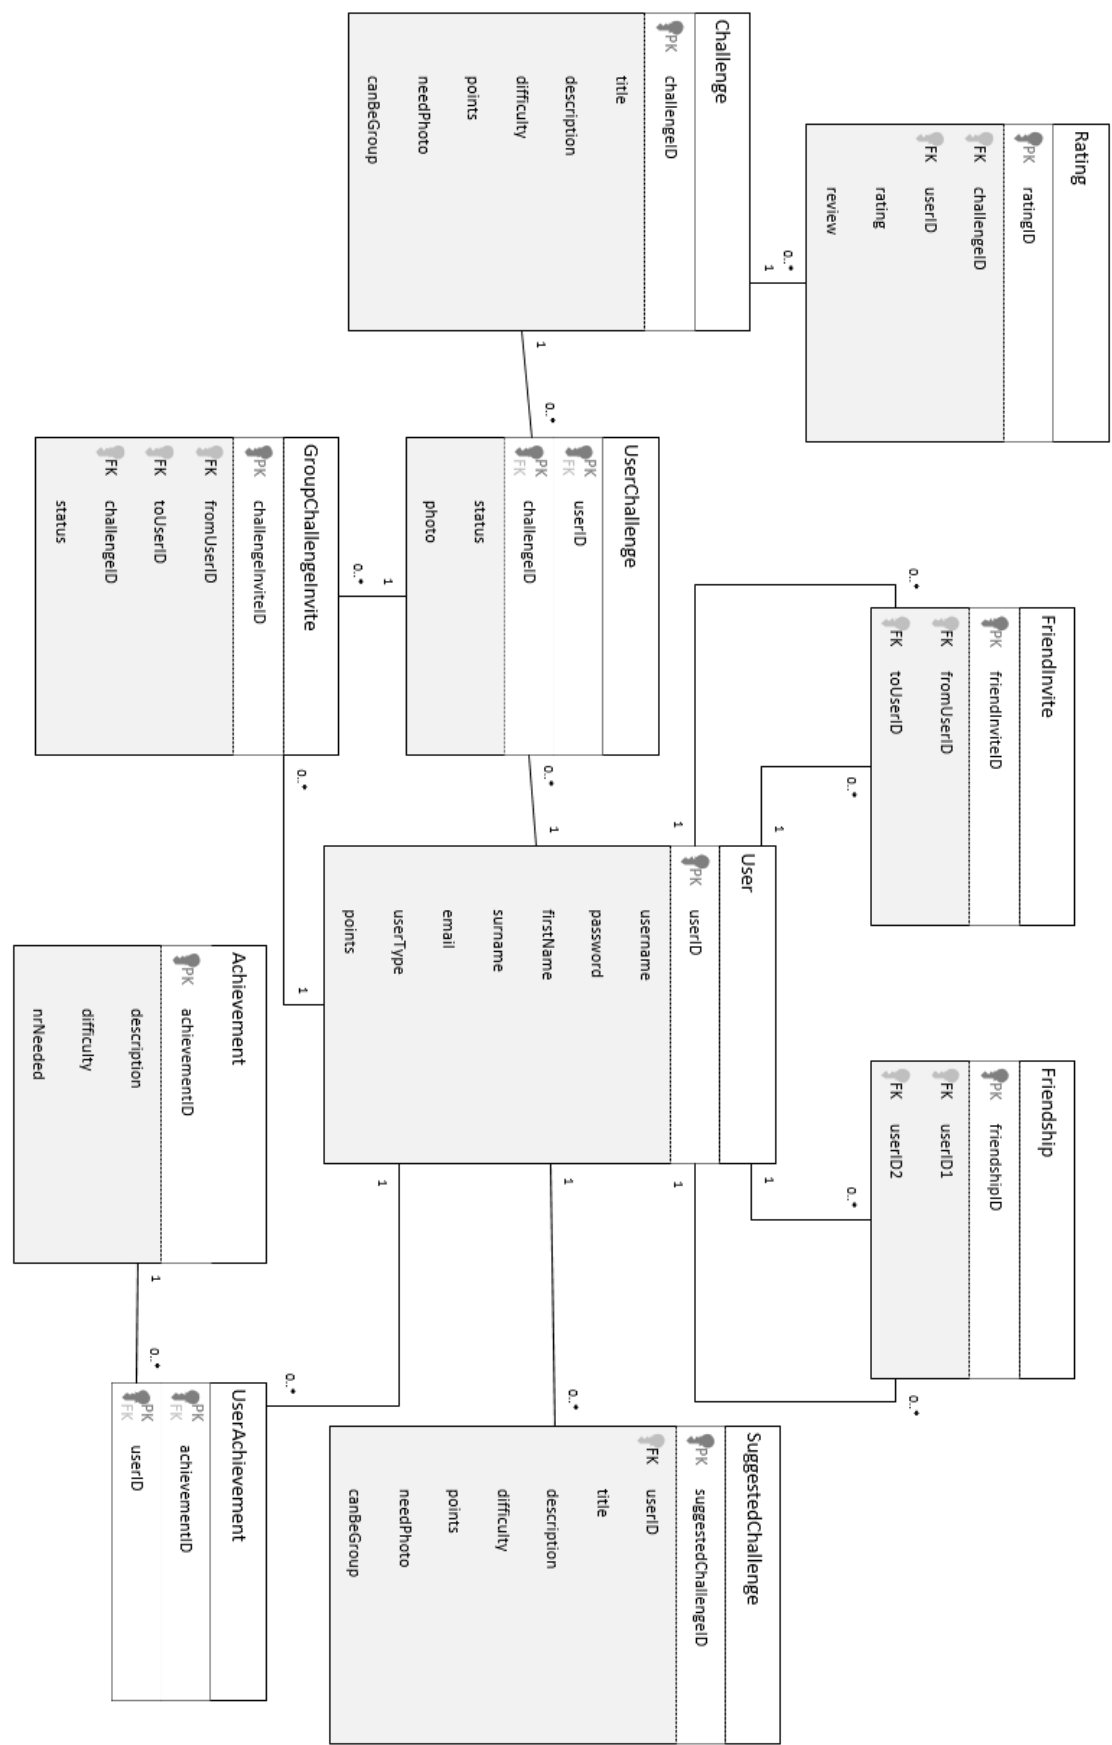 Rating
PK ratingID
FK challengeID
FK userID
rating
review
0..*
1
Challenge
PK challengeID
title
description
difficulty
points
needPhoto
canBeGroup
1
0..*
UserChallenge
PK FK userID
PK FK challengeID
status
photo
1
0..*
GroupChallengeInvite
PK challengeInviteID
FK fromUserID
FK toUserID
FK challengeID
status
0..*
1
0..*
1
FriendInvite
PK friendInviteID
FK fromUserID
FK toUserID
0..*
0..*
1
1
User
PK userID
username
password
firstName
surname
email
userType
points
Friendship
PK friendshipID
FK userID1
FK userID2
1
0..*
1
0..*
SuggestedChallenge
PK suggestedChallengeID
FK userID
title
description
difficulty
points
needPhoto
canBeGroup
1
0..*
Achievement
PK achievementID
description
difficulty
nrNeeded
1
0..*
UserAchievement
PK FK achievementID
PK FK userID
1
0..*